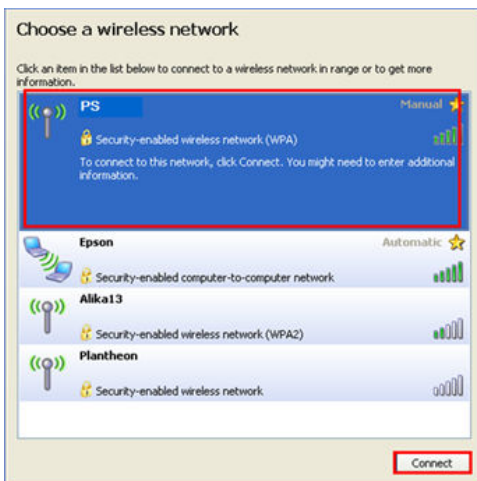 Choose a wireless network
Click an item in the list below to connect to a wireless network in range or to get more
information.
PS
Manual
Security-enabled wireless network (WPA)
To connect to this network, click Connect. You might need to enter additional
information.
Epson
Automatic
Security-enabled computer-to-computer network
Alika13
Security-enabled wireless network (WPA2)
Plantheon
Security-enabled wireless network
Connect